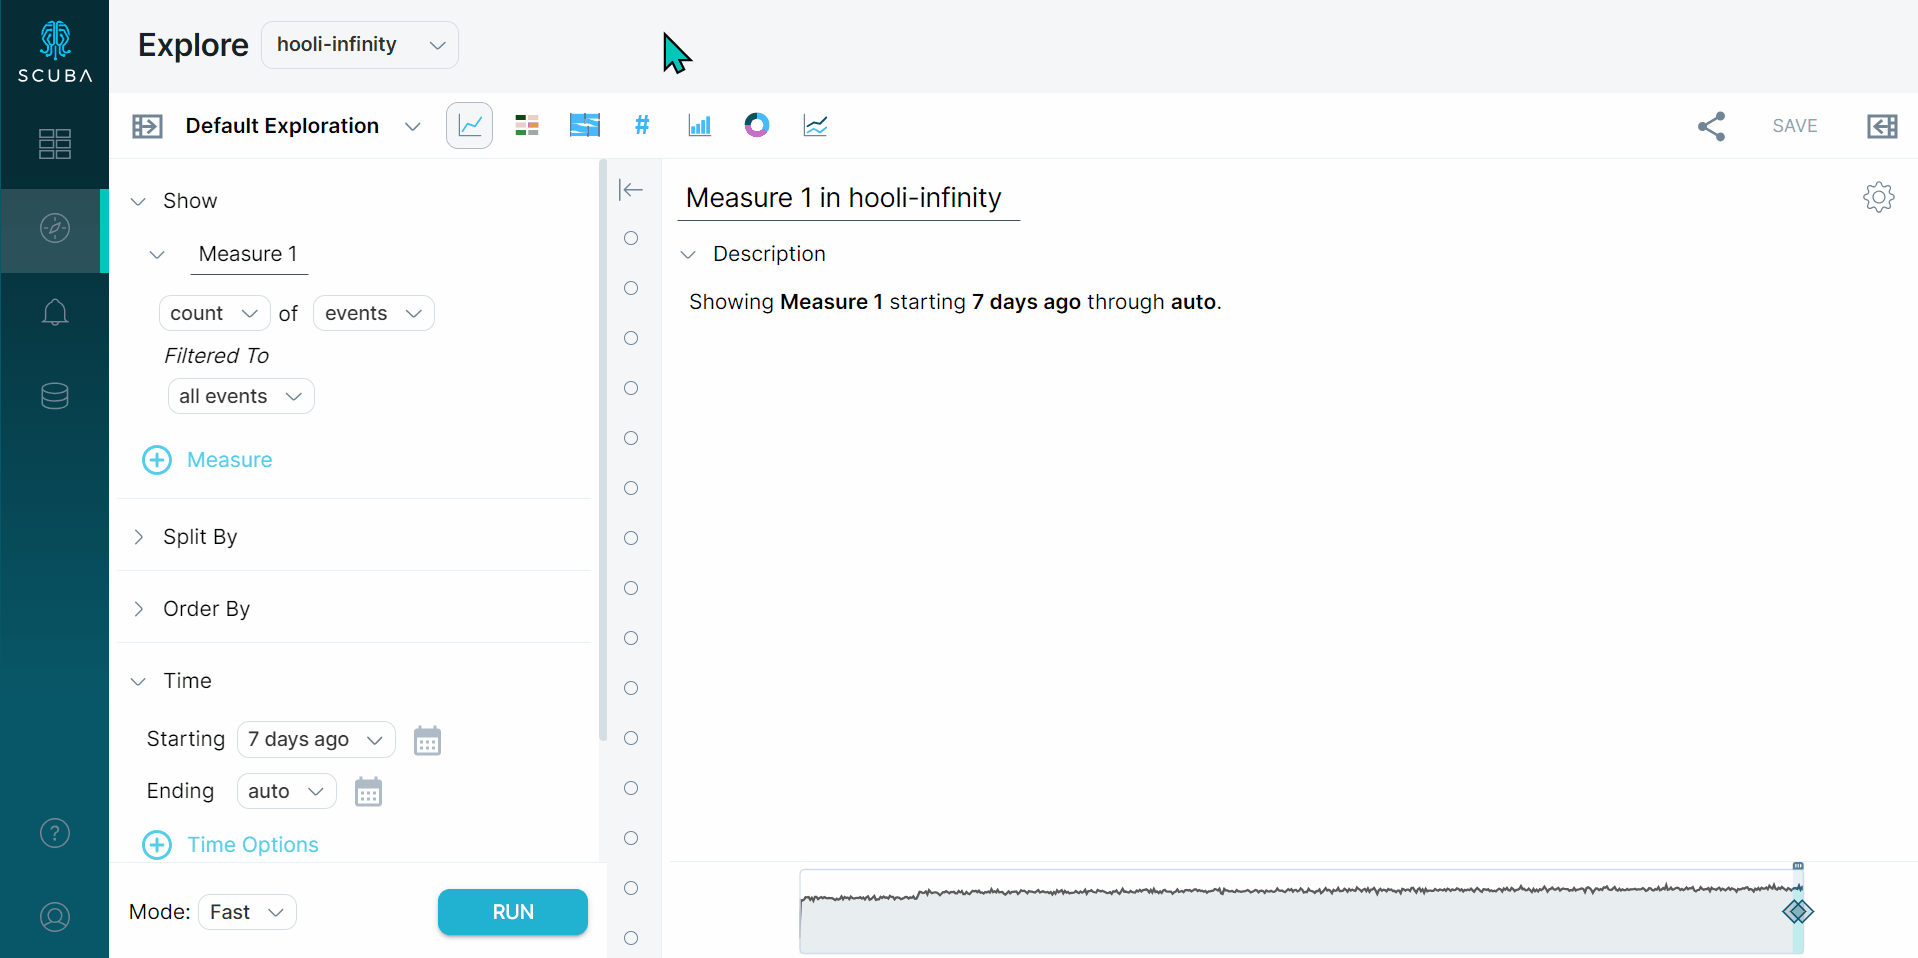 SCUBA
Explore hooli-infinity
Default Exploration # SAVE
Show
Measure 1
count of events
Filtered To
all events
Measure
Split By
Order By
Time
Starting 7 days ago
Ending auto
Time Options
Mode: Fast RUN
Measure 1 in hooli-infinity
Description
Showing Measure 1 starting 7 days ago through auto.
?